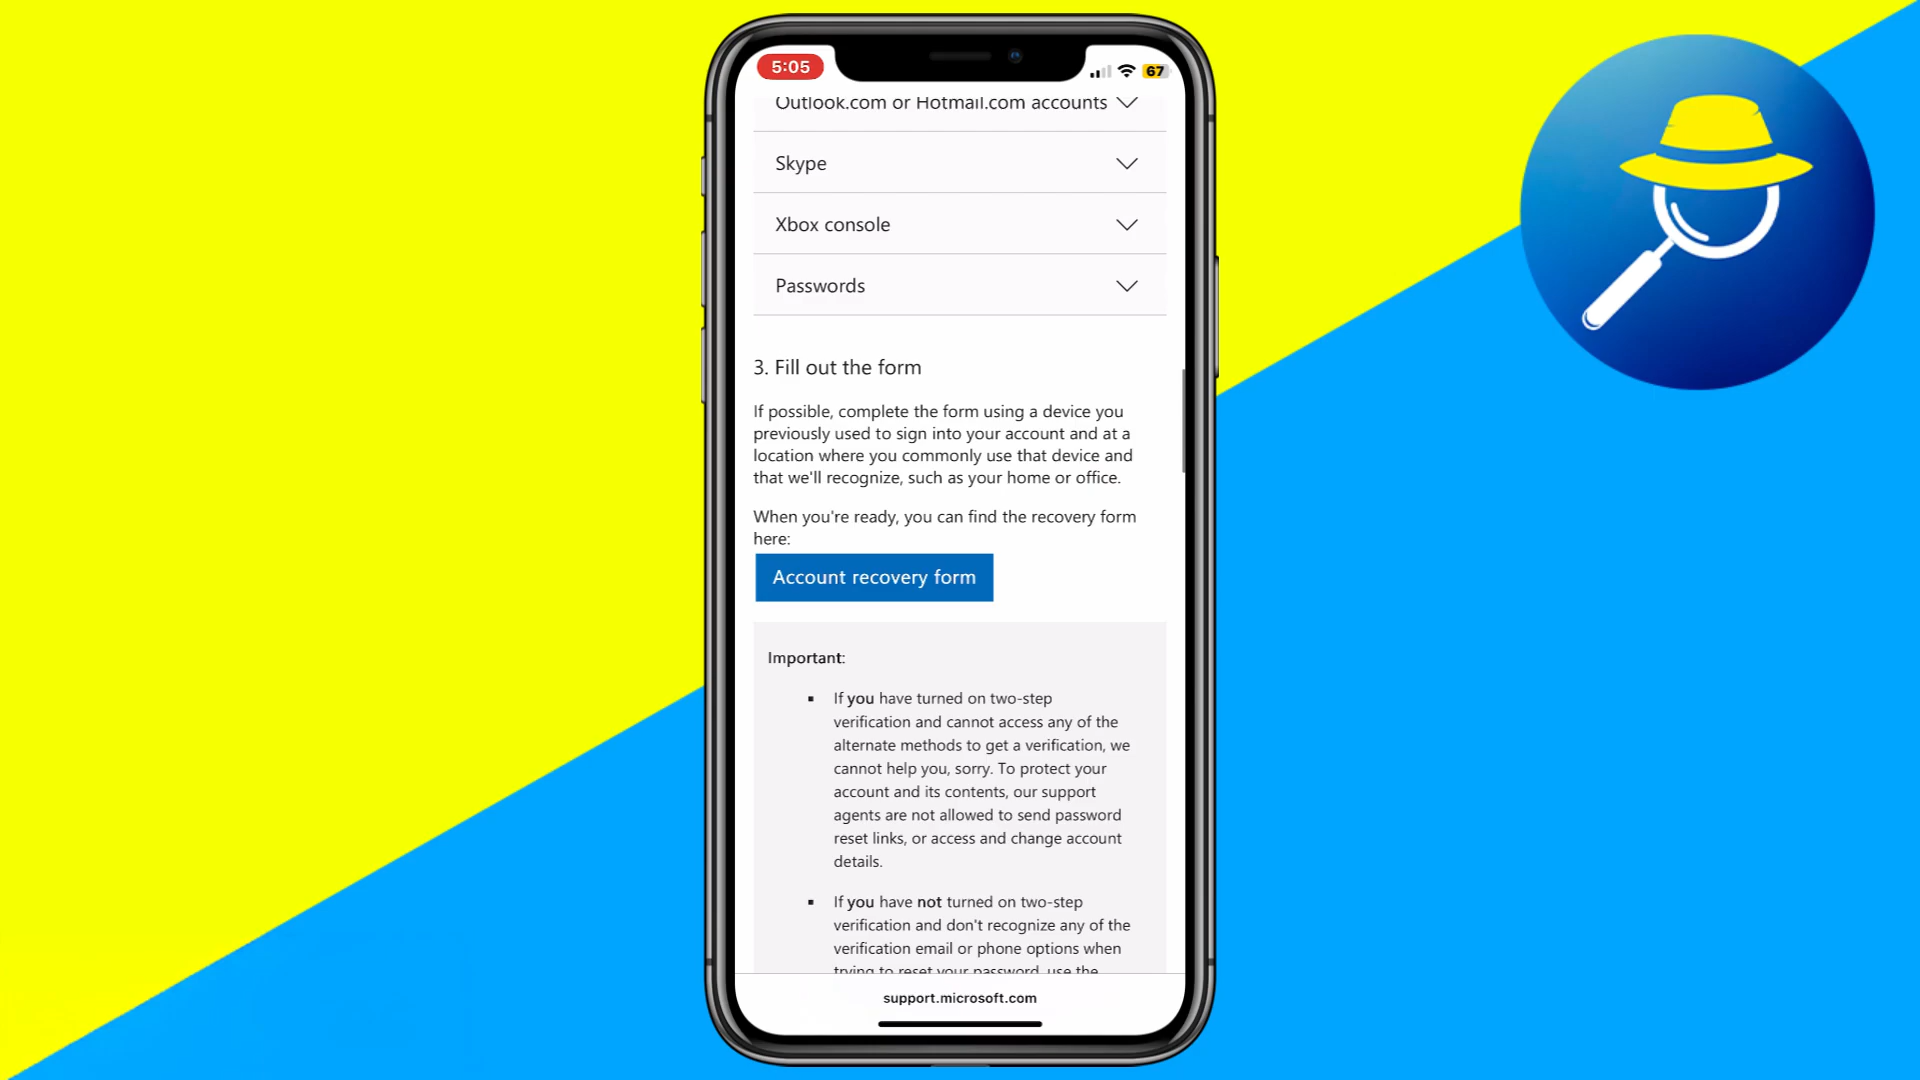 5:05
67
Outlook.com or Hotmail.com accounts
Skype
Xbox console
Passwords
3. Fill out the form
If possible, complete the form using a device you
previously used to sign into your account and at a
location where you commonly use that device and
that we'll recognize, such as your home or office.
When you're ready, you can find the recovery form
here:
Account recovery form
Important:
▪ If you have turned on two-step
verification and cannot access any of the
alternate methods to get a verification, we
cannot help you, sorry. To protect your
account and its contents, our support
agents are not allowed to send password
reset links, or access and change account
details.
▪ If you have not turned on two-step
verification and don't recognize any of the
verification email or phone options when
trying to reset your password, use the
support.microsoft.com